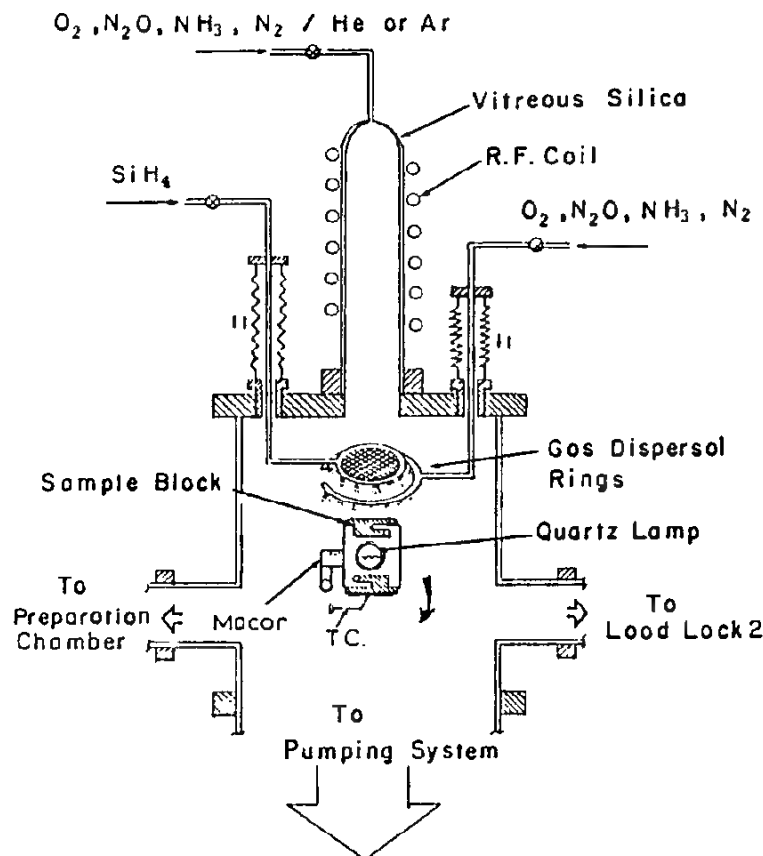 O₂ ,N₂O, NH₃, N₂ / He or Ar
Vitreous Silica
R.F. Coil
SiH₄
O₂ ,N₂O, NH₃ , N₂
Gos Dispersol
Rings
Sample Block
Quartz Lamp
To
Preparation
Chamber
Macor
T.C.
To
Lood Lock 2
To
Pumping System